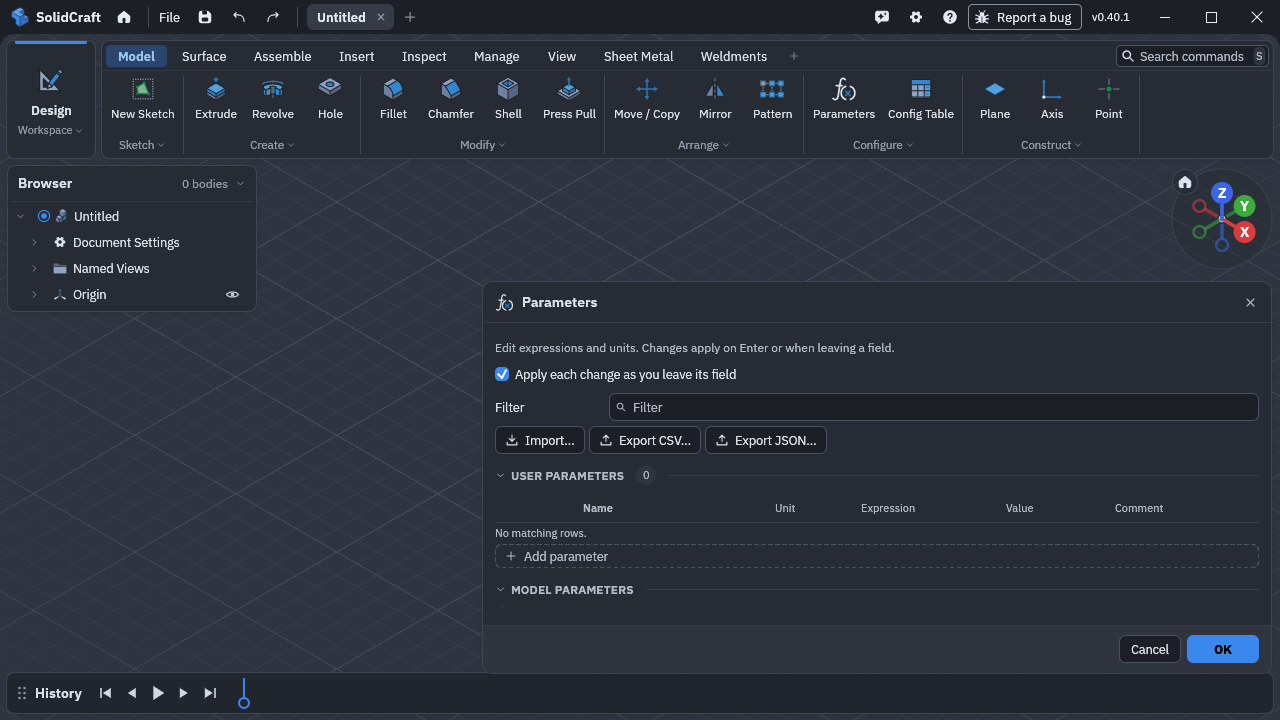 SolidCraft File Untitled Report a bug v0.40.1
Model Surface Assemble Insert Inspect Manage View Sheet Metal Weldments Search commands S
Design
Workspace
New Sketch Extrude Revolve Hole Fillet Chamfer Shell Press Pull Move / Copy Mirror Pattern Parameters Config Table Plane Axis Point
Sketch Create Modify Arrange Configure Construct
Browser 0 bodies
Untitled
Document Settings
Named Views
Origin
Z
Y
X
Parameters
Edit expressions and units. Changes apply on Enter or when leaving a field.
Apply each change as you leave its field
Filter Filter
Import... Export CSV... Export JSON...
USER PARAMETERS 0
Name Unit Expression Value Comment
No matching rows.
Add parameter
MODEL PARAMETERS
Cancel OK
History